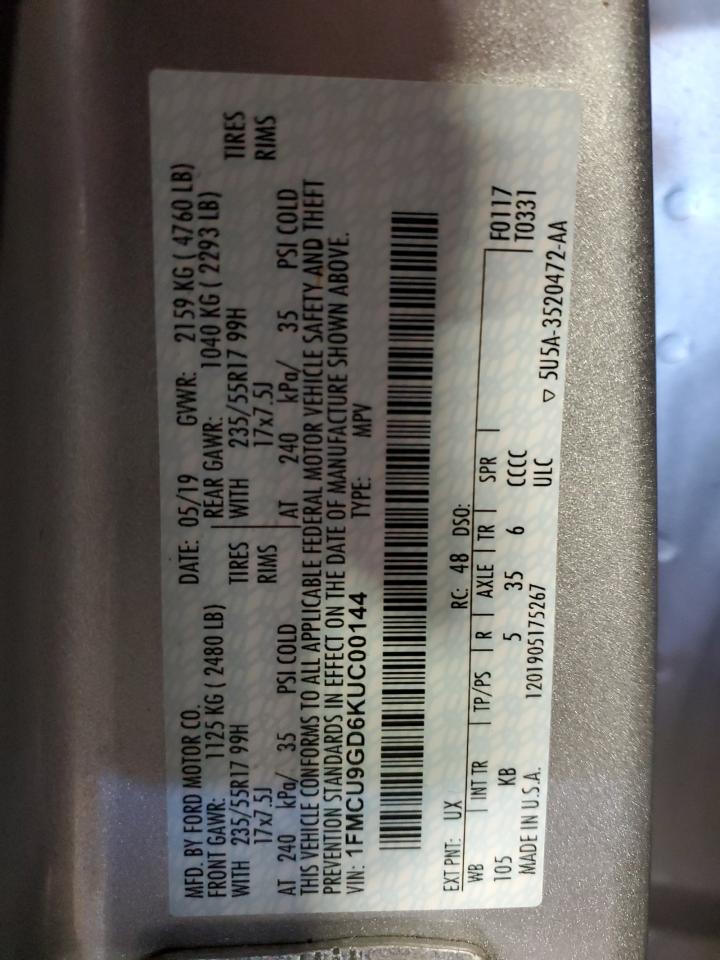 MFD. BY FORD MOTOR CO.
DATE: 05/19 GVWR: 2159 KG ( 4760 LB)
FRONT GAWR: 1125 KG ( 2480 LB) REAR GAWR: 1040 KG ( 2293 LB)
WITH 235/55R17 99H TIRES WITH 235/55R17 99H TIRES
17x7.5J RIMS 17x7.5J RIMS
AT 240 kPa/ 35 PSI COLD AT 240 kPa/ 35 PSI COLD
THIS VEHICLE CONFORMS TO ALL APPLICABLE FEDERAL MOTOR VEHICLE SAFETY AND THEFT
PREVENTION STANDARDS IN EFFECT ON THE DATE OF MANUFACTURE SHOWN ABOVE.
VIN: 1FMCU9GD6KUC00144 TYPE: MPV
EXT PNT: UX RC: 48 DSO:
WB INT TR TP/PS R AXLE TR SPR F0117
105 KB 5 35 6 CCCC T0331
MADE IN U.S.A. 1201905175267 ULC ▽ 5U5A-3520472-AA